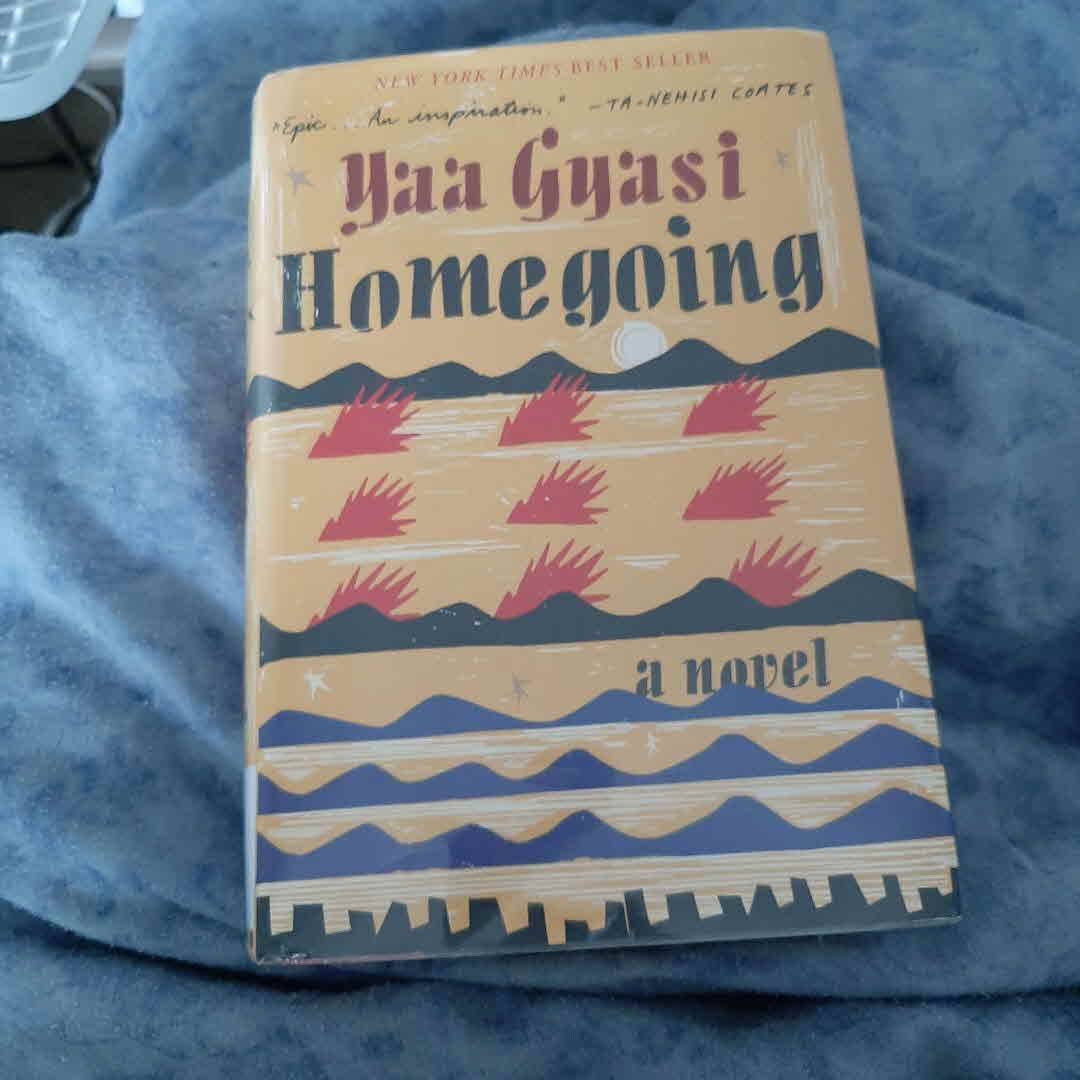 NEW YORK TIMES BEST SELLER
"Epic... An inspiration." —TA-NEHISI COATES
Yaa Gyasi
Homegoing
a novel